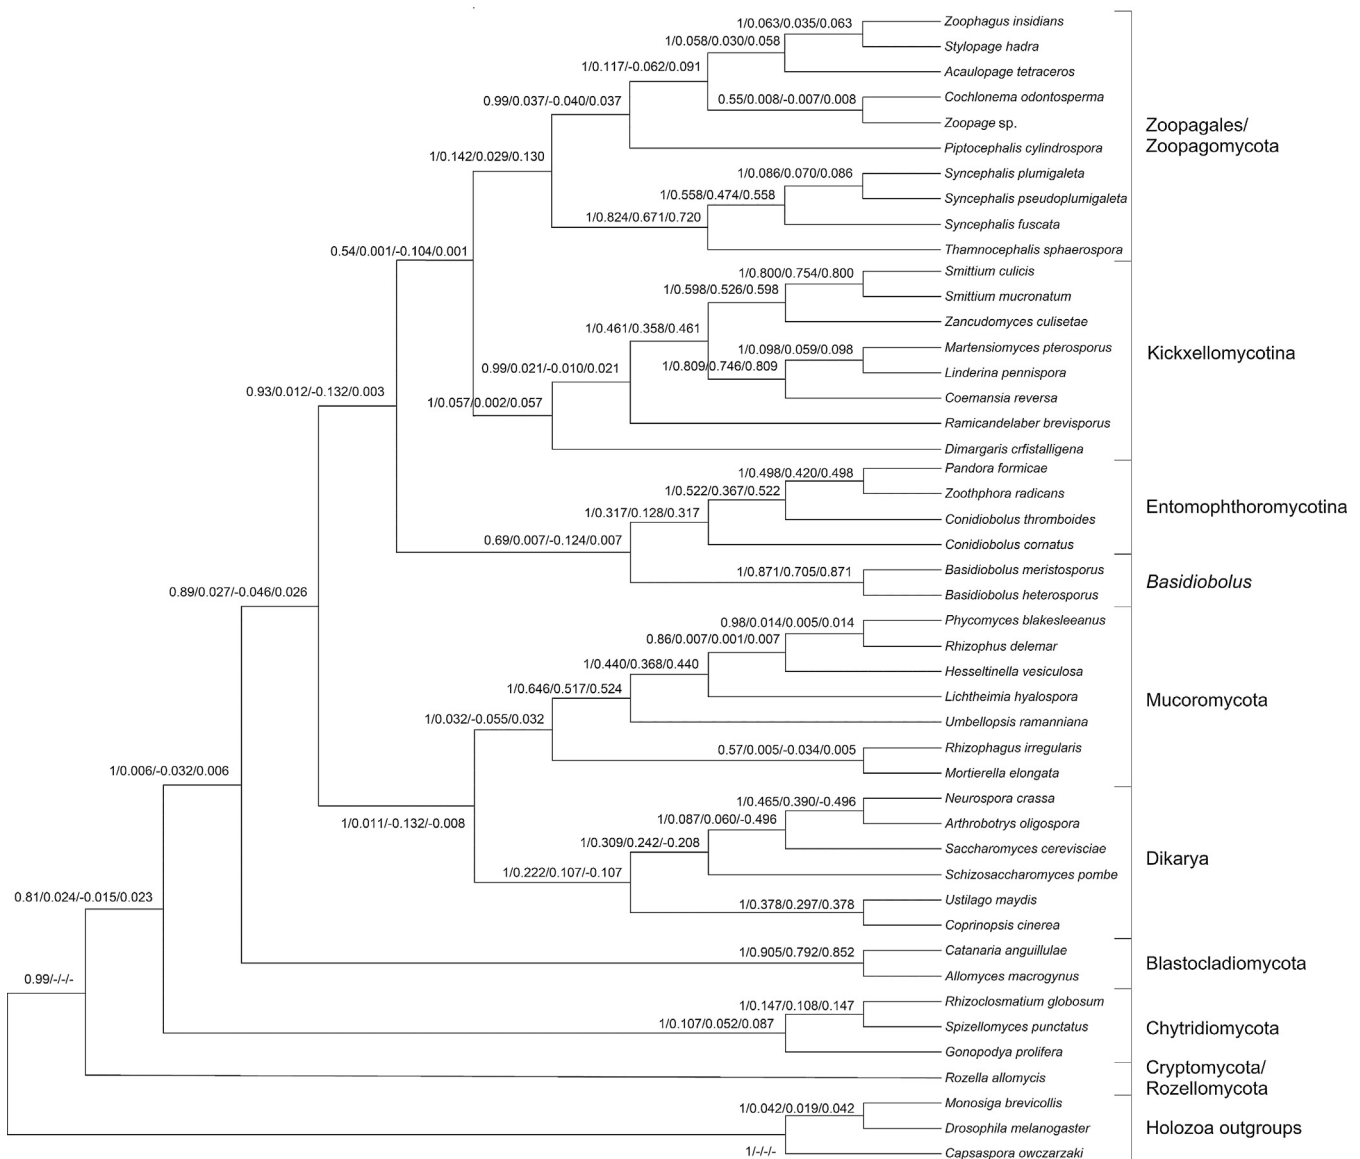 1/0.063/0.035/0.063
Zoophagus insidians
1/0.058/0.030/0.058
Stylopage hadra
1/0.117/-0.062/0.091
Acaulopage tetraceros
0.99/0.037/-0.040/0.037
0.55/0.008/-0.007/0.008
Cochlonema odontosperma
Zoopage sp.
Zoopagales/
Zoopagomycota
1/0.142/0.029/0.130
Piptocephalis cylindrospora
1/0.086/0.070/0.086
Syncephalis plumigaleta
1/0.558/0.474/0.558
Syncephalis pseudoplumigaleta
1/0.824/0.671/0.720
Syncephalis fuscata
0.54/0.001/-0.104/0.001
Thamnocephalis sphaerospora
1/0.800/0.754/0.800
Smittium culicis
1/0.598/0.526/0.598
Smittium mucronatum
1/0.461/0.358/0.461
Zancudomyces culisetae
1/0.098/0.059/0.098
Martensiomyces pterosporus
Kickxellomycotina
0.99/0.021/-0.010/0.021
1/0.809/0.746/0.809
Linderina pennispora
0.93/0.012/-0.132/0.003
1/0.057/0.002/0.057
Coemansia reversa
Ramicandelaber brevisporus
Dimargaris crfistalligena
1/0.498/0.420/0.498
Pandora formicae
1/0.522/0.367/0.522
Zoothphora radicans
1/0.317/0.128/0.317
Conidiobolus thromboides
Entomophthoromycotina
0.69/0.007/-0.124/0.007
Conidiobolus cornatus
1/0.871/0.705/0.871
Basidiobolus meristosporus
Basidiobolus
0.89/0.027/-0.046/0.026
Basidiobolus heterosporus
0.98/0.014/0.005/0.014
Phycomyces blakesleeanus
0.86/0.007/0.001/0.007
Rhizophus delemar
1/0.440/0.368/0.440
Hesseltinella vesiculosa
1/0.646/0.517/0.524
Lichtheimia hyalospora
Mucoromycota
1/0.032/-0.055/0.032
Umbellopsis ramanniana
0.57/0.005/-0.034/0.005
Rhizophagus irregularis
1/0.006/-0.032/0.006
Mortierella elongata
1/0.465/0.390/-0.496
Neurospora crassa
1/0.011/-0.132/-0.008
1/0.087/0.060/-0.496
Arthrobotrys oligospora
1/0.309/0.242/-0.208
Saccharomyces cerevisciae
Dikarya
1/0.222/0.107/-0.107
Schizosaccharomyces pombe
0.81/0.024/-0.015/0.023
1/0.378/0.297/0.378
Ustilago maydis
Coprinopsis cinerea
1/0.905/0.792/0.852
Catanaria anguillulae
Blastocladiomycota
0.99/-/-/-
Allomyces macrogynus
1/0.147/0.108/0.147
Rhizoclosmatium globosum
1/0.107/0.052/0.087
Spizellomyces punctatus
Chytridiomycota
Gonopodya prolifera
Rozella allomycis
Cryptomycota/
Rozellomycota
1/0.042/0.019/0.042
Monosiga brevicollis
Drosophila melanogaster
Holozoa outgroups
1/-/-/-
Capsaspora owczarzaki